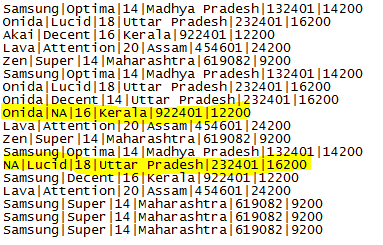 Samsung|Optima|14|Madhya Pradesh|132401|14200
Onida|Lucid|18|Uttar Pradesh|232401|16200
Akai|Decent|16|Kerala|922401|12200
Lava|Attention|20|Assam|454601|24200
Zen|Super|14|Maharashtra|619082|9200
Samsung|Optima|14|Madhya Pradesh|132401|14200
Onida|Lucid|18|Uttar Pradesh|232401|16200
Onida|Decent|14|Uttar Pradesh|232401|16200
Onida|NA|16|Kerala|922401|12200
Lava|Attention|20|Assam|454601|24200
Zen|Super|14|Maharashtra|619082|9200
Samsung|Optima|14|Madhya Pradesh|132401|14200
NA|Lucid|18|Uttar Pradesh|232401|16200
Samsung|Decent|16|Kerala|922401|12200
Lava|Attention|20|Assam|454601|24200
Samsung|Super|14|Maharashtra|619082|9200
Samsung|Super|14|Maharashtra|619082|9200
Samsung|Super|14|Maharashtra|619082|9200